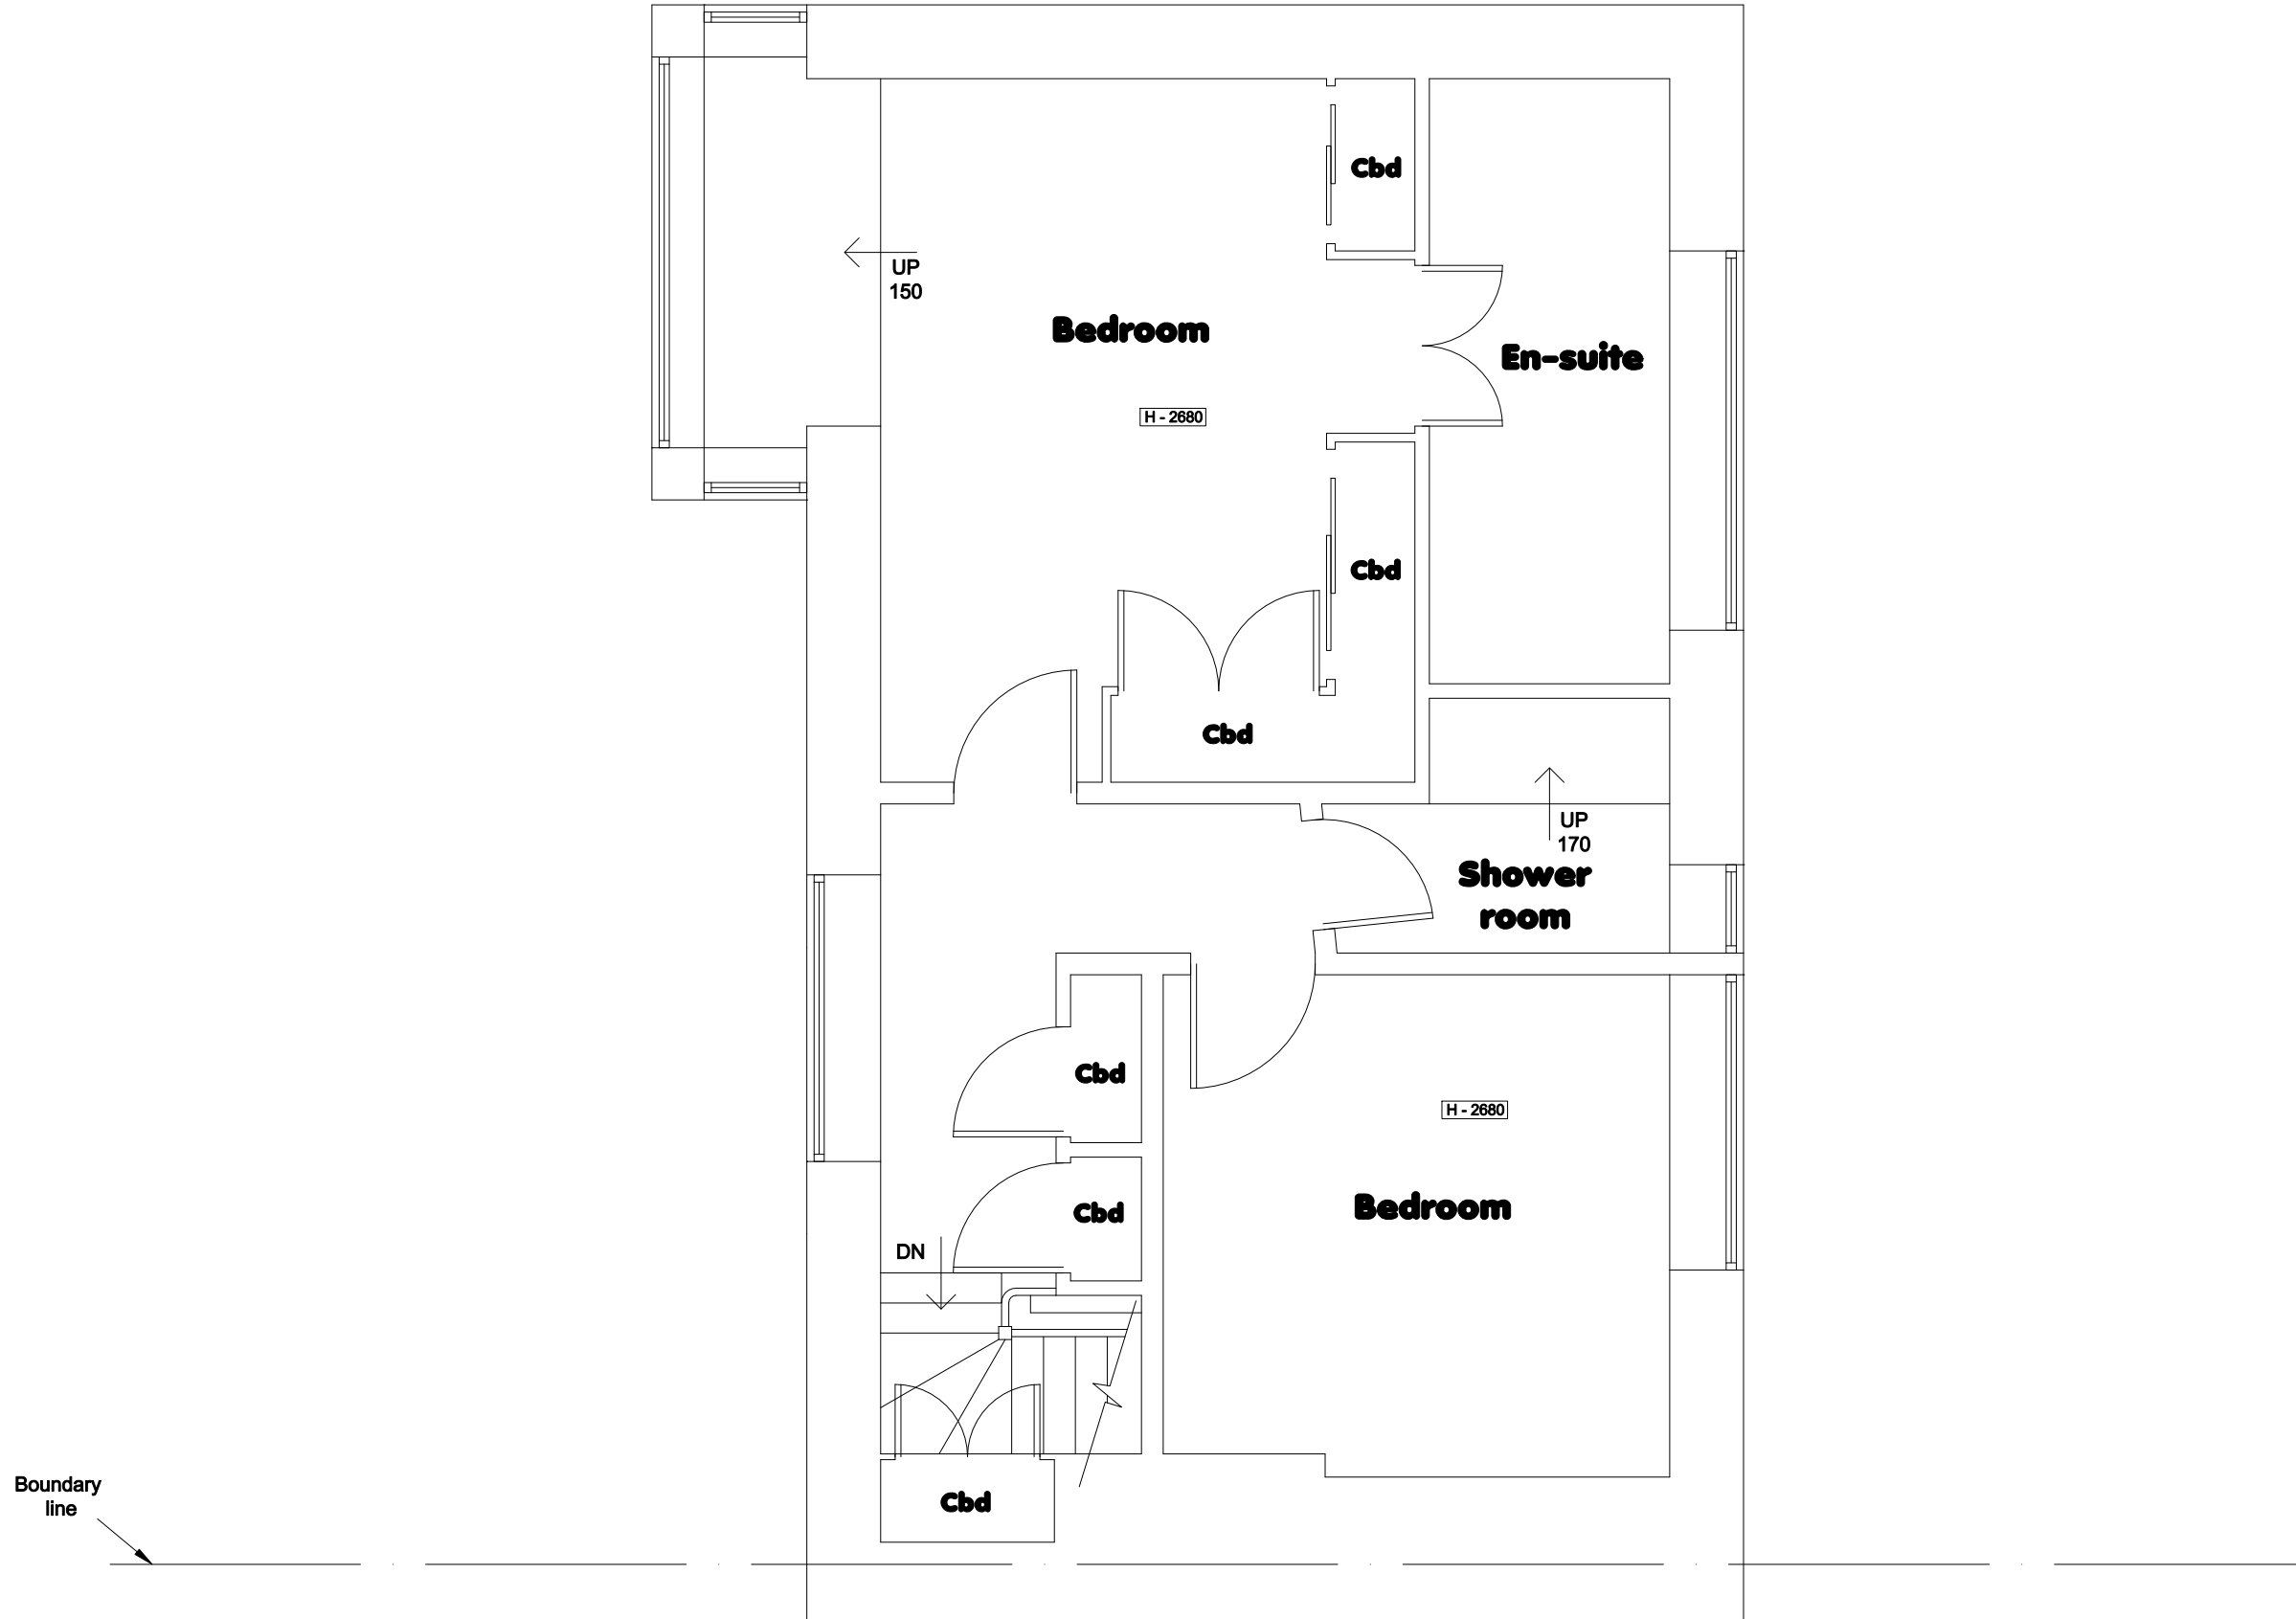 Cbd
UP
150
Bedroom
En-suite
H - 2680
Cbd
Cbd
UP
170
Shower
room
Cbd
H - 2680
Bedroom
Cbd
DN
Boundary
line
Cbd